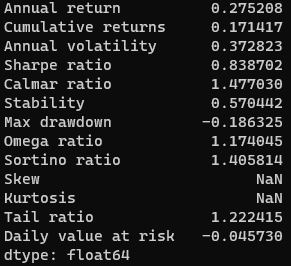 Annual return 0.275208
Cumulative returns 0.171417
Annual volatility 0.372823
Sharpe ratio 0.838702
Calmar ratio 1.477030
Stability 0.570442
Max drawdown -0.186325
Omega ratio 1.174045
Sortino ratio 1.405814
Skew NaN
Kurtosis NaN
Tail ratio 1.222415
Daily value at risk -0.045730
dtype: float64